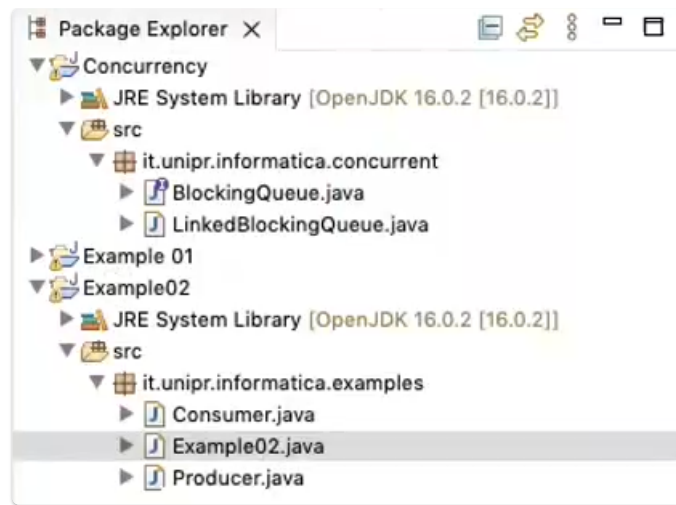 Package Explorer
Concurrency
JRE System Library [OpenJDK 16.0.2 [16.0.2]]
src
it.unipr.informatica.concurrent
BlockingQueue.java
LinkedBlockingQueue.java
Example 01
Example02
JRE System Library [OpenJDK 16.0.2 [16.0.2]]
src
it.unipr.informatica.examples
Consumer.java
Example02.java
Producer.java